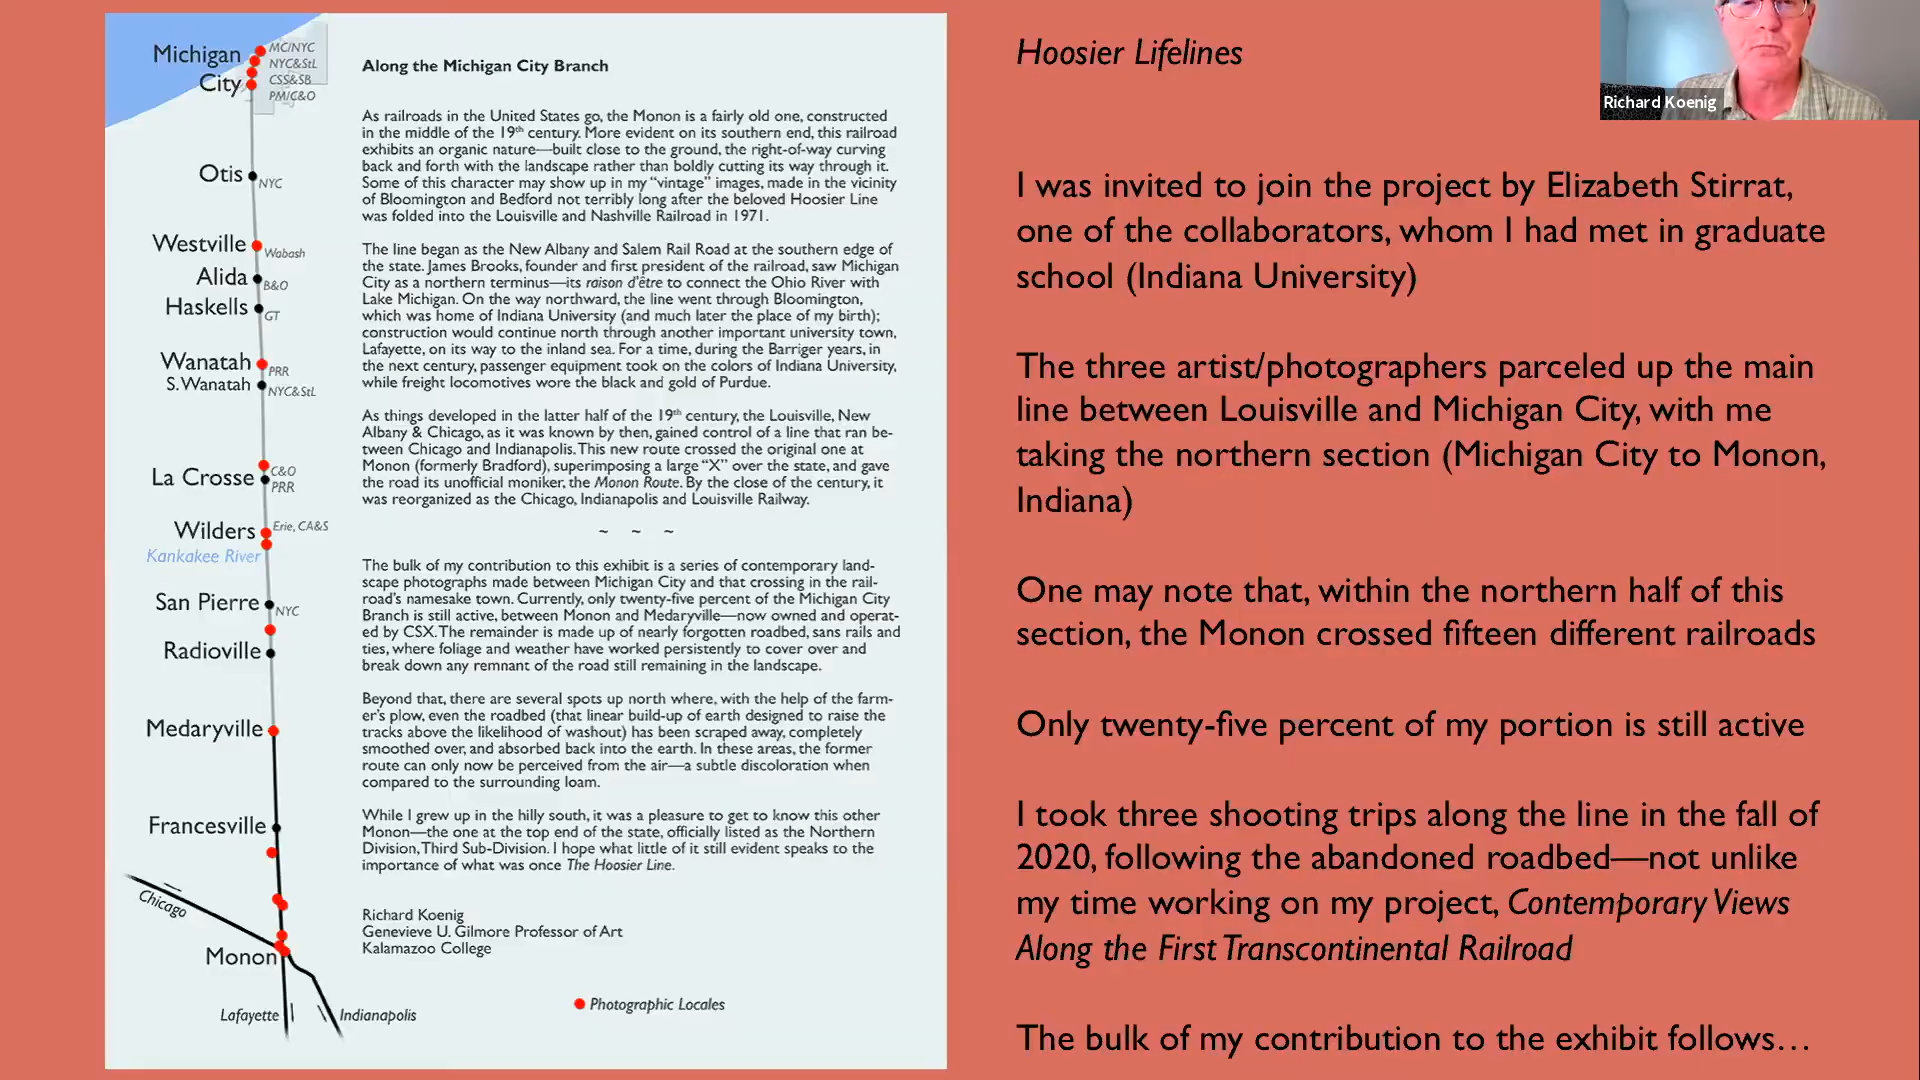 Michigan
City
MC/NYC
NYC&StL
CSS&SB
PM/C&O
Otis
NYC
Westville
Wabash
Alida
B&O
Haskells
GT
Wanatah
PRR
S. Wanatah
NYC&StL
La Crosse
C&O
PRR
Wilders
Erie, CA&S
Kankakee River
San Pierre
NYC
Radioville
Medaryville
Francesville
Chicago
Monon
Lafayette
Indianapolis
Along the Michigan City Branch
As railroads in the United States go, the Monon is a fairly old one, constructed
in the middle of the 19th century. More evident on its southern end, this railroad
exhibits an organic nature—built close to the ground, the right-of-way curving
back and forth with the landscape rather than boldly cutting its way through it.
Some of this character may show up in my “vintage” images, made in the vicinity
of Bloomington and Bedford not terribly long after the beloved Hoosier Line
was folded into the Louisville and Nashville Railroad in 1971.
The line began as the New Albany and Salem Rail Road at the southern edge of
the state. James Brooks, founder and first president of the railroad, saw Michigan
City as a northern terminus—its raison d’être to connect the Ohio River with
Lake Michigan. On the way northward, the line went through Bloomington,
which was home of Indiana University (and much later the place of my birth);
construction would continue north through another important university town,
Lafayette, on its way to the inland sea. For a time, during the Barriger years, in
the next century, passenger equipment took on the colors of Indiana University,
while freight locomotives wore the black and gold of Purdue.
As things developed in the latter half of the 19th century, the Louisville, New
Albany & Chicago, as it was known by then, gained control of a line that ran be-
tween Chicago and Indianapolis. This new route crossed the original one at
Monon (formerly Bradford), superimposing a large “X” over the state, and gave
the road its unofficial moniker, the Monon Route. By the close of the century, it
was reorganized as the Chicago, Indianapolis and Louisville Railway.
~ ~ ~
The bulk of my contribution to this exhibit is a series of contemporary land-
scape photographs made between Michigan City and that crossing in the rail-
road’s namesake town. Currently, only twenty-five percent of the Michigan City
Branch is still active, between Monon and Medaryville—now owned and operat-
ed by CSX. The remainder is made up of nearly forgotten roadbed, sans rails and
ties, where foliage and weather have worked persistently to cover over and
break down any remnant of the road still remaining in the landscape.
Beyond that, there are several spots up north where, with the help of the farm-
er’s plow, even the roadbed (that linear build-up of earth designed to raise the
tracks above the likelihood of washout) has been scraped away, completely
smoothed over, and absorbed back into the earth. In these areas, the former
route can only now be perceived from the air—a subtle discoloration when
compared to the surrounding loam.
While I grew up in the hilly south, it was a pleasure to get to know this other
Monon—the one at the top end of the state, officially listed as the Northern
Division, Third Sub-Division. I hope what little of it still evident speaks to the
importance of what was once The Hoosier Line.
Richard Koenig
Genevieve U. Gilmore Professor of Art
Kalamazoo College
Photographic Locales
Hoosier Lifelines
I was invited to join the project by Elizabeth Stirrat,
one of the collaborators, whom I had met in graduate
school (Indiana University)
The three artist/photographers parceled up the main
line between Louisville and Michigan City, with me
taking the northern section (Michigan City to Monon,
Indiana)
One may note that, within the northern half of this
section, the Monon crossed fifteen different railroads
Only twenty-five percent of my portion is still active
I took three shooting trips along the line in the fall of
2020, following the abandoned roadbed—not unlike
my time working on my project, Contemporary Views
Along the First Transcontinental Railroad
The bulk of my contribution to the exhibit follows…
Richard Koenig